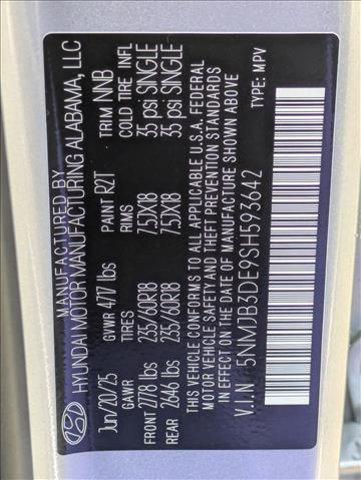 MANUFACTURED BY
HYUNDAI MOTOR MANUFACTURING ALABAMA, LLC
Jun/20/25 GVWR 4777 lbs PAINT R2T TRIM NNB
GAWR TIRES RIMS COLD TIRE INFL
FRONT 2778 lbs 235/60R18 7.5JX18 35 psi SINGLE
REAR 2646 lbs 235/60R18 7.5JX18 35 psi SINGLE
THIS VEHICLE CONFORMS TO ALL APPLICABLE U.S.A. FEDERAL
MOTOR VEHICLE SAFETY AND THEFT PREVENTION STANDARDS
IN EFFECT ON THE DATE OF MANUFACTURE SHOWN ABOVE
V.I.N : 5NMJB3DE9SH593642 TYPE: MPV